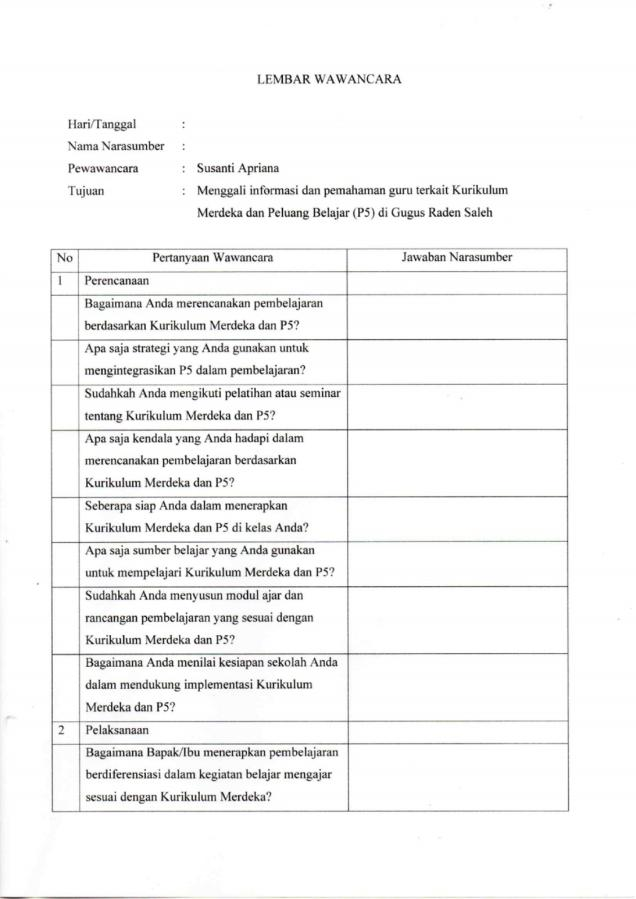 LEMBAR WAWANCARA
Hari/Tanggal :
Nama Narasumber :
Pewawancara : Susanti Apriana
Tujuan : Menggali informasi dan pemahaman guru terkait Kurikulum
Merdeka dan Peluang Belajar (P5) di Gugus Raden Saleh
No Pertanyaan Wawancara Jawaban Narasumber
1 Perencanaan
Bagaimana Anda merencanakan pembelajaran
berdasarkan Kurikulum Merdeka dan P5?
Apa saja strategi yang Anda gunakan untuk
mengintegrasikan P5 dalam pembelajaran?
Sudahkah Anda mengikuti pelatihan atau seminar
tentang Kurikulum Merdeka dan P5?
Apa saja kendala yang Anda hadapi dalam
merencanakan pembelajaran berdasarkan
Kurikulum Merdeka dan P5?
Seberapa siap Anda dalam menerapkan
Kurikulum Merdeka dan P5 di kelas Anda?
Apa saja sumber belajar yang Anda gunakan
untuk mempelajari Kurikulum Merdeka dan P5?
Sudahkah Anda menyusun modul ajar dan
rancangan pembelajaran yang sesuai dengan
Kurikulum Merdeka dan P5?
Bagaimana Anda menilai kesiapan sekolah Anda
dalam mendukung implementasi Kurikulum
Merdeka dan P5?
2 Pelaksanaan
Bagaimana Bapak/Ibu menerapkan pembelajaran
berdiferensiasi dalam kegiatan belajar mengajar
sesuai dengan Kurikulum Merdeka?